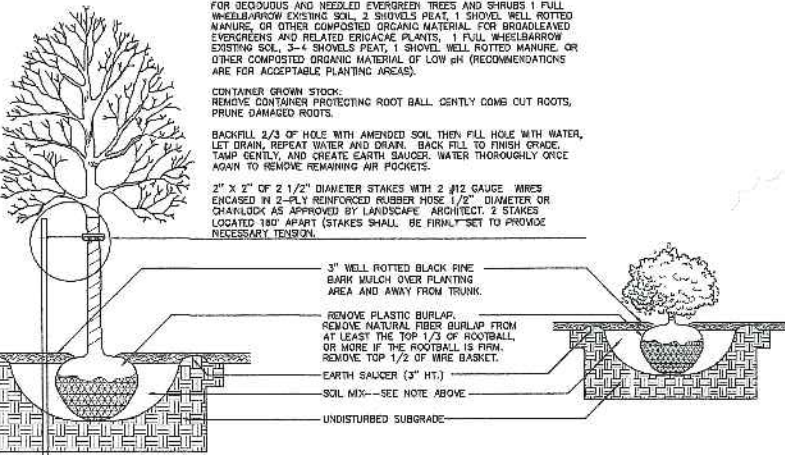 FOR DECIDUOUS AND NEEDLED EVERGREEN TREES AND SHRUBS 1 FULL
WHEELBARROW EXISTING SOIL, 2 SHOVELS PEAT, 1 SHOVEL WELL ROTTED
MANURE, OR OTHER COMPOSTED ORGANIC MATERIAL. FOR BROADLEAVED
EVERGREENS AND RELATED ERICACAE PLANTS, 1 FULL WHEELBARROW
EXISTING SOIL, 3-4 SHOVELS PEAT, 1 SHOVEL WELL ROTTED MANURE OR
OTHER COMPOSTED ORGANIC MATERIAL OF LOW pH (RECOMMENDATIONS
ARE FOR ACCEPTABLE PLANTING AREAS).
CONTAINER GROWN STOCK:
REMOVE CONTAINER PROTECTING ROOT BALL. GENTLY COMB OUT ROOTS,
PRUNE DAMAGED ROOTS.
BACKFILL 2/3 OF HOLE WITH AMENDED SOIL THEN FILL HOLE WITH WATER,
LET DRAIN, REPEAT WATER AND DRAIN. BACK FILL TO FINISH GRADE.
TAMP GENTLY, AND CREATE EARTH SAUCER. WATER THOROUGHLY ONCE
AGAIN TO REMOVE REMAINING AIR POCKETS.
2" X 2" OF 2 1/2" DIAMETER STAKES WITH 2 #12 GAUGE WIRES
ENCASED IN 2-PLY REINFORCED RUBBER HOSE 1/2" DIAMETER OR
CHAINLOCK AS APPROVED BY LANDSCAPE ARCHITECT. 2 STAKES
LOCATED 180' APART (STAKES SHALL BE FIRMLY SET TO PROVIDE
NECESSARY TENSION.
3" WELL ROTTED BLACK PINE
BARK MULCH OVER PLANTING
AREA AND AWAY FROM TRUNK.
REMOVE PLASTIC BURLAP.
REMOVE NATURAL FIBER BURLAP FROM
AT LEAST THE TOP 1/3 OF ROOTBALL,
OR MORE IF THE ROOTBALL IS FIRM.
REMOVE TOP 1/2 OF WIRE BASKET.
EARTH SAUCER (3" HT.)
SOIL MIX--SEE NOTE ABOVE
UNDISTURBED SUBGRADE